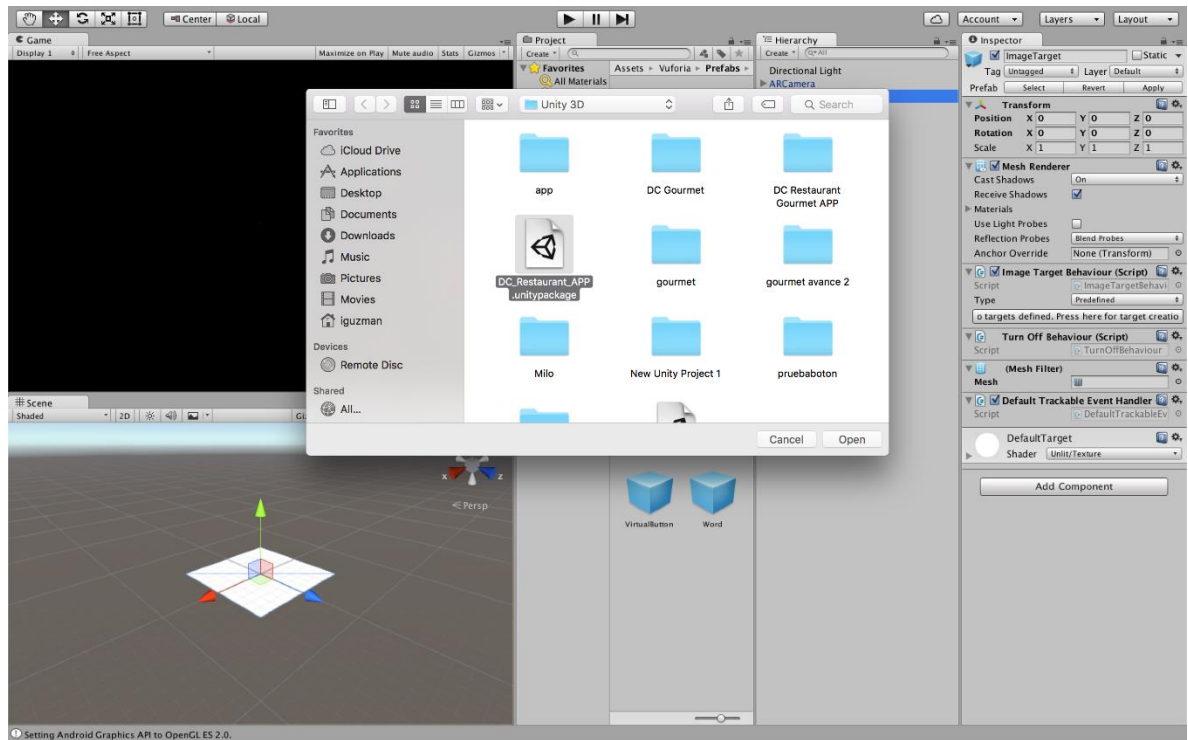 Center Local Account Layers Layout
Game
Display 1 Free Aspect Maximize on Play Mute audio Stats Gizmos
Project
Create
Favorites
All Materials
Assets Vuforia Prefabs
Hierarchy
Create All
Directional Light
ARCamera
Unity 3D
Search
Favorites
iCloud Drive
Applications
Desktop
Documents
Downloads
Music
Pictures
Movies
iguzman
Devices
Remote Disc
Shared
All...
app
DC Gourmet
DC Restaurant
Gourmet APP
DC_Restaurant_APP
.unitypackage
gourmet
gourmet avance 2
Milo
New Unity Project 1
pruebaboton
Cancel Open
VirtualButton Word
Inspector
ImageTarget Static
Tag Untagged Layer Default
Prefab Select Revert Apply
Transform
Position X 0 Y 0 Z 0
Rotation X 0 Y 0 Z 0
Scale X 1 Y 1 Z 1
Mesh Renderer
Cast Shadows On
Receive Shadows
Materials
Use Light Probes
Reflection Probes Blend Probes
Anchor Override None (Transform)
Image Target Behaviour (Script)
Script ImageTargetBehavi
Type Predefined
o targets defined. Press here for target creatio
Turn Off Behaviour (Script)
Script TurnOffBehaviour
(Mesh Filter)
Mesh
Default Trackable Event Handler
Script DefaultTrackableEv
DefaultTarget
Shader Unlit/Texture
Add Component
Scene
Shaded 2D Gi
x z
Persp
Setting Android Graphics API to OpenGL ES 2.0.